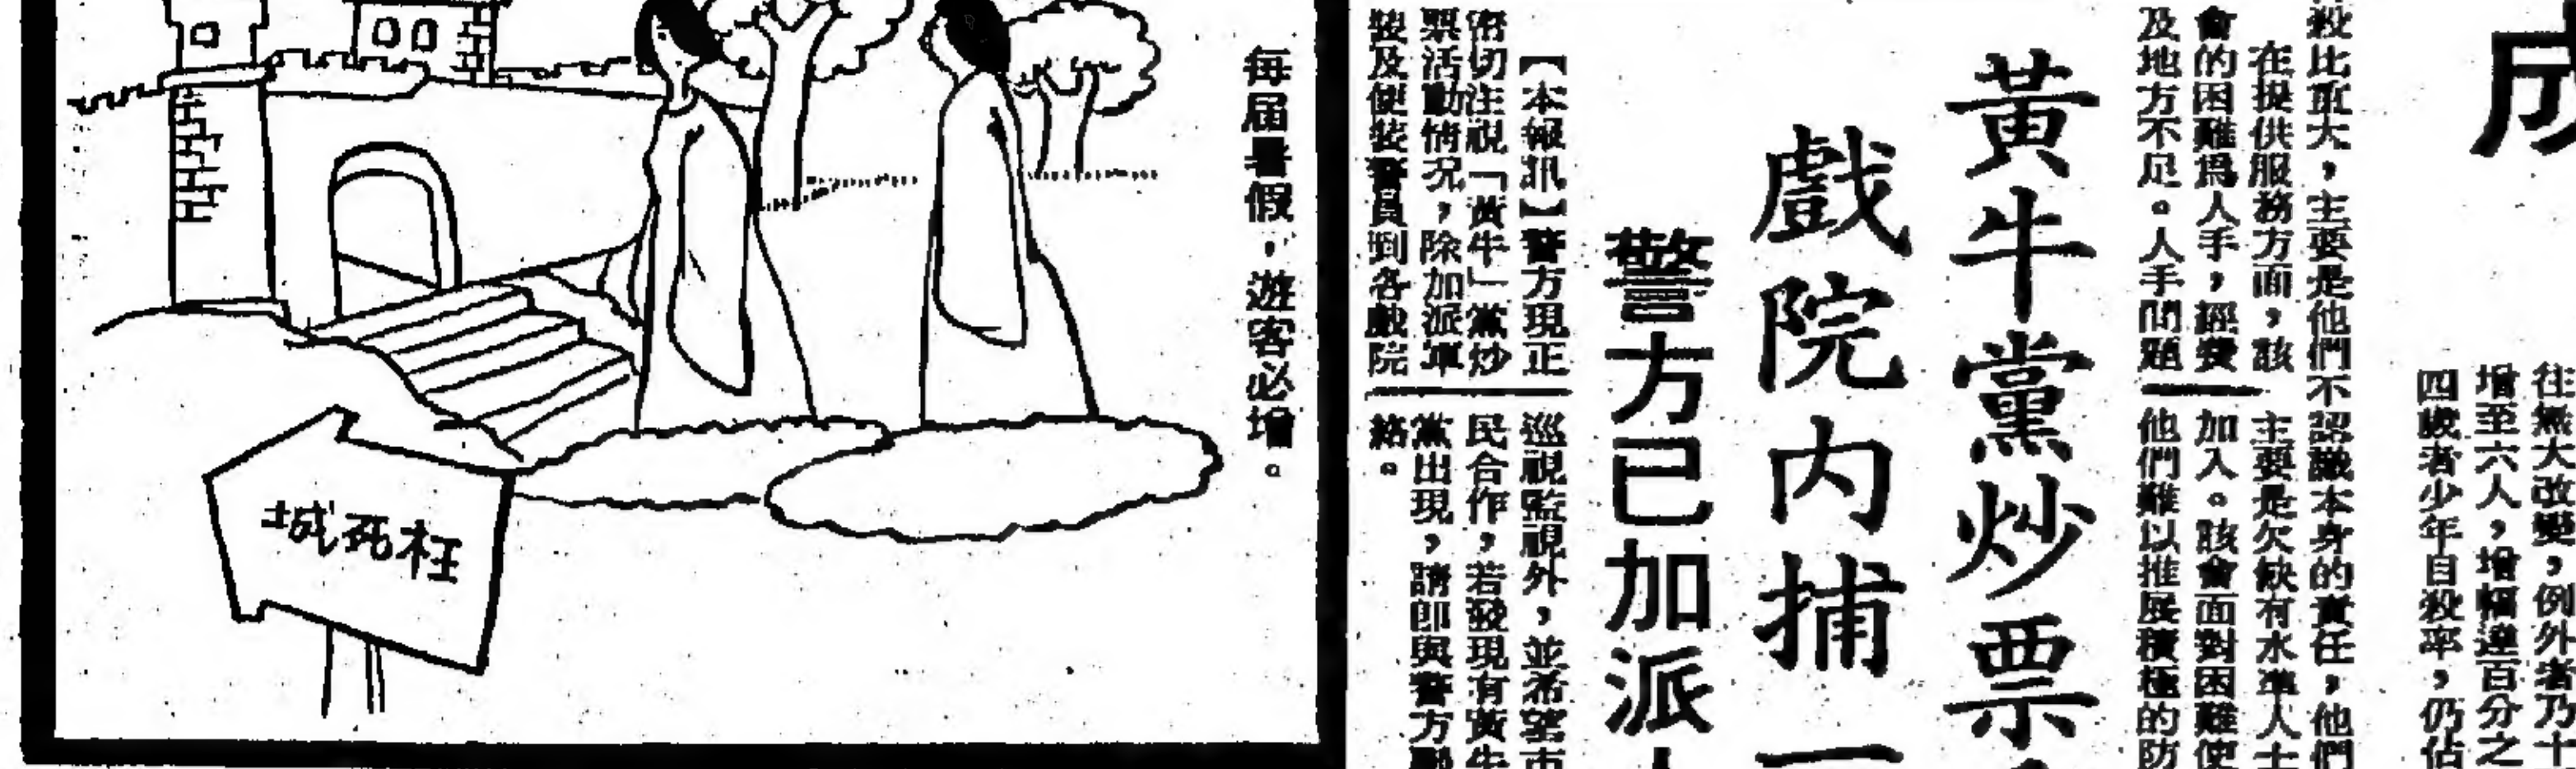 成
往無大改變，例外者乃十
增至六人，增幅達百分之
四歲者少年自殺率，仍佔
殺比重大，主要是他們不認識本身的責任，他們
在提供服務方面，該
會的困難為人手，經費
及地方不足。人手問題
主要是欠缺有水準人士
加入。該會面對困難使
他們難以推展積極的防
黃牛黨炒票
戲院內捕一
警方已加派
【本報訊】警方現正
密切注視「黃牛」黨炒
票活動情况，除加派軍
裝及便裝警員到各戲院
巡視監視外，並希望市
民合作，若發現有黃牛
黨出現，請即與警方聯
絡。
每屆暑假，遊客必增。
枉死城